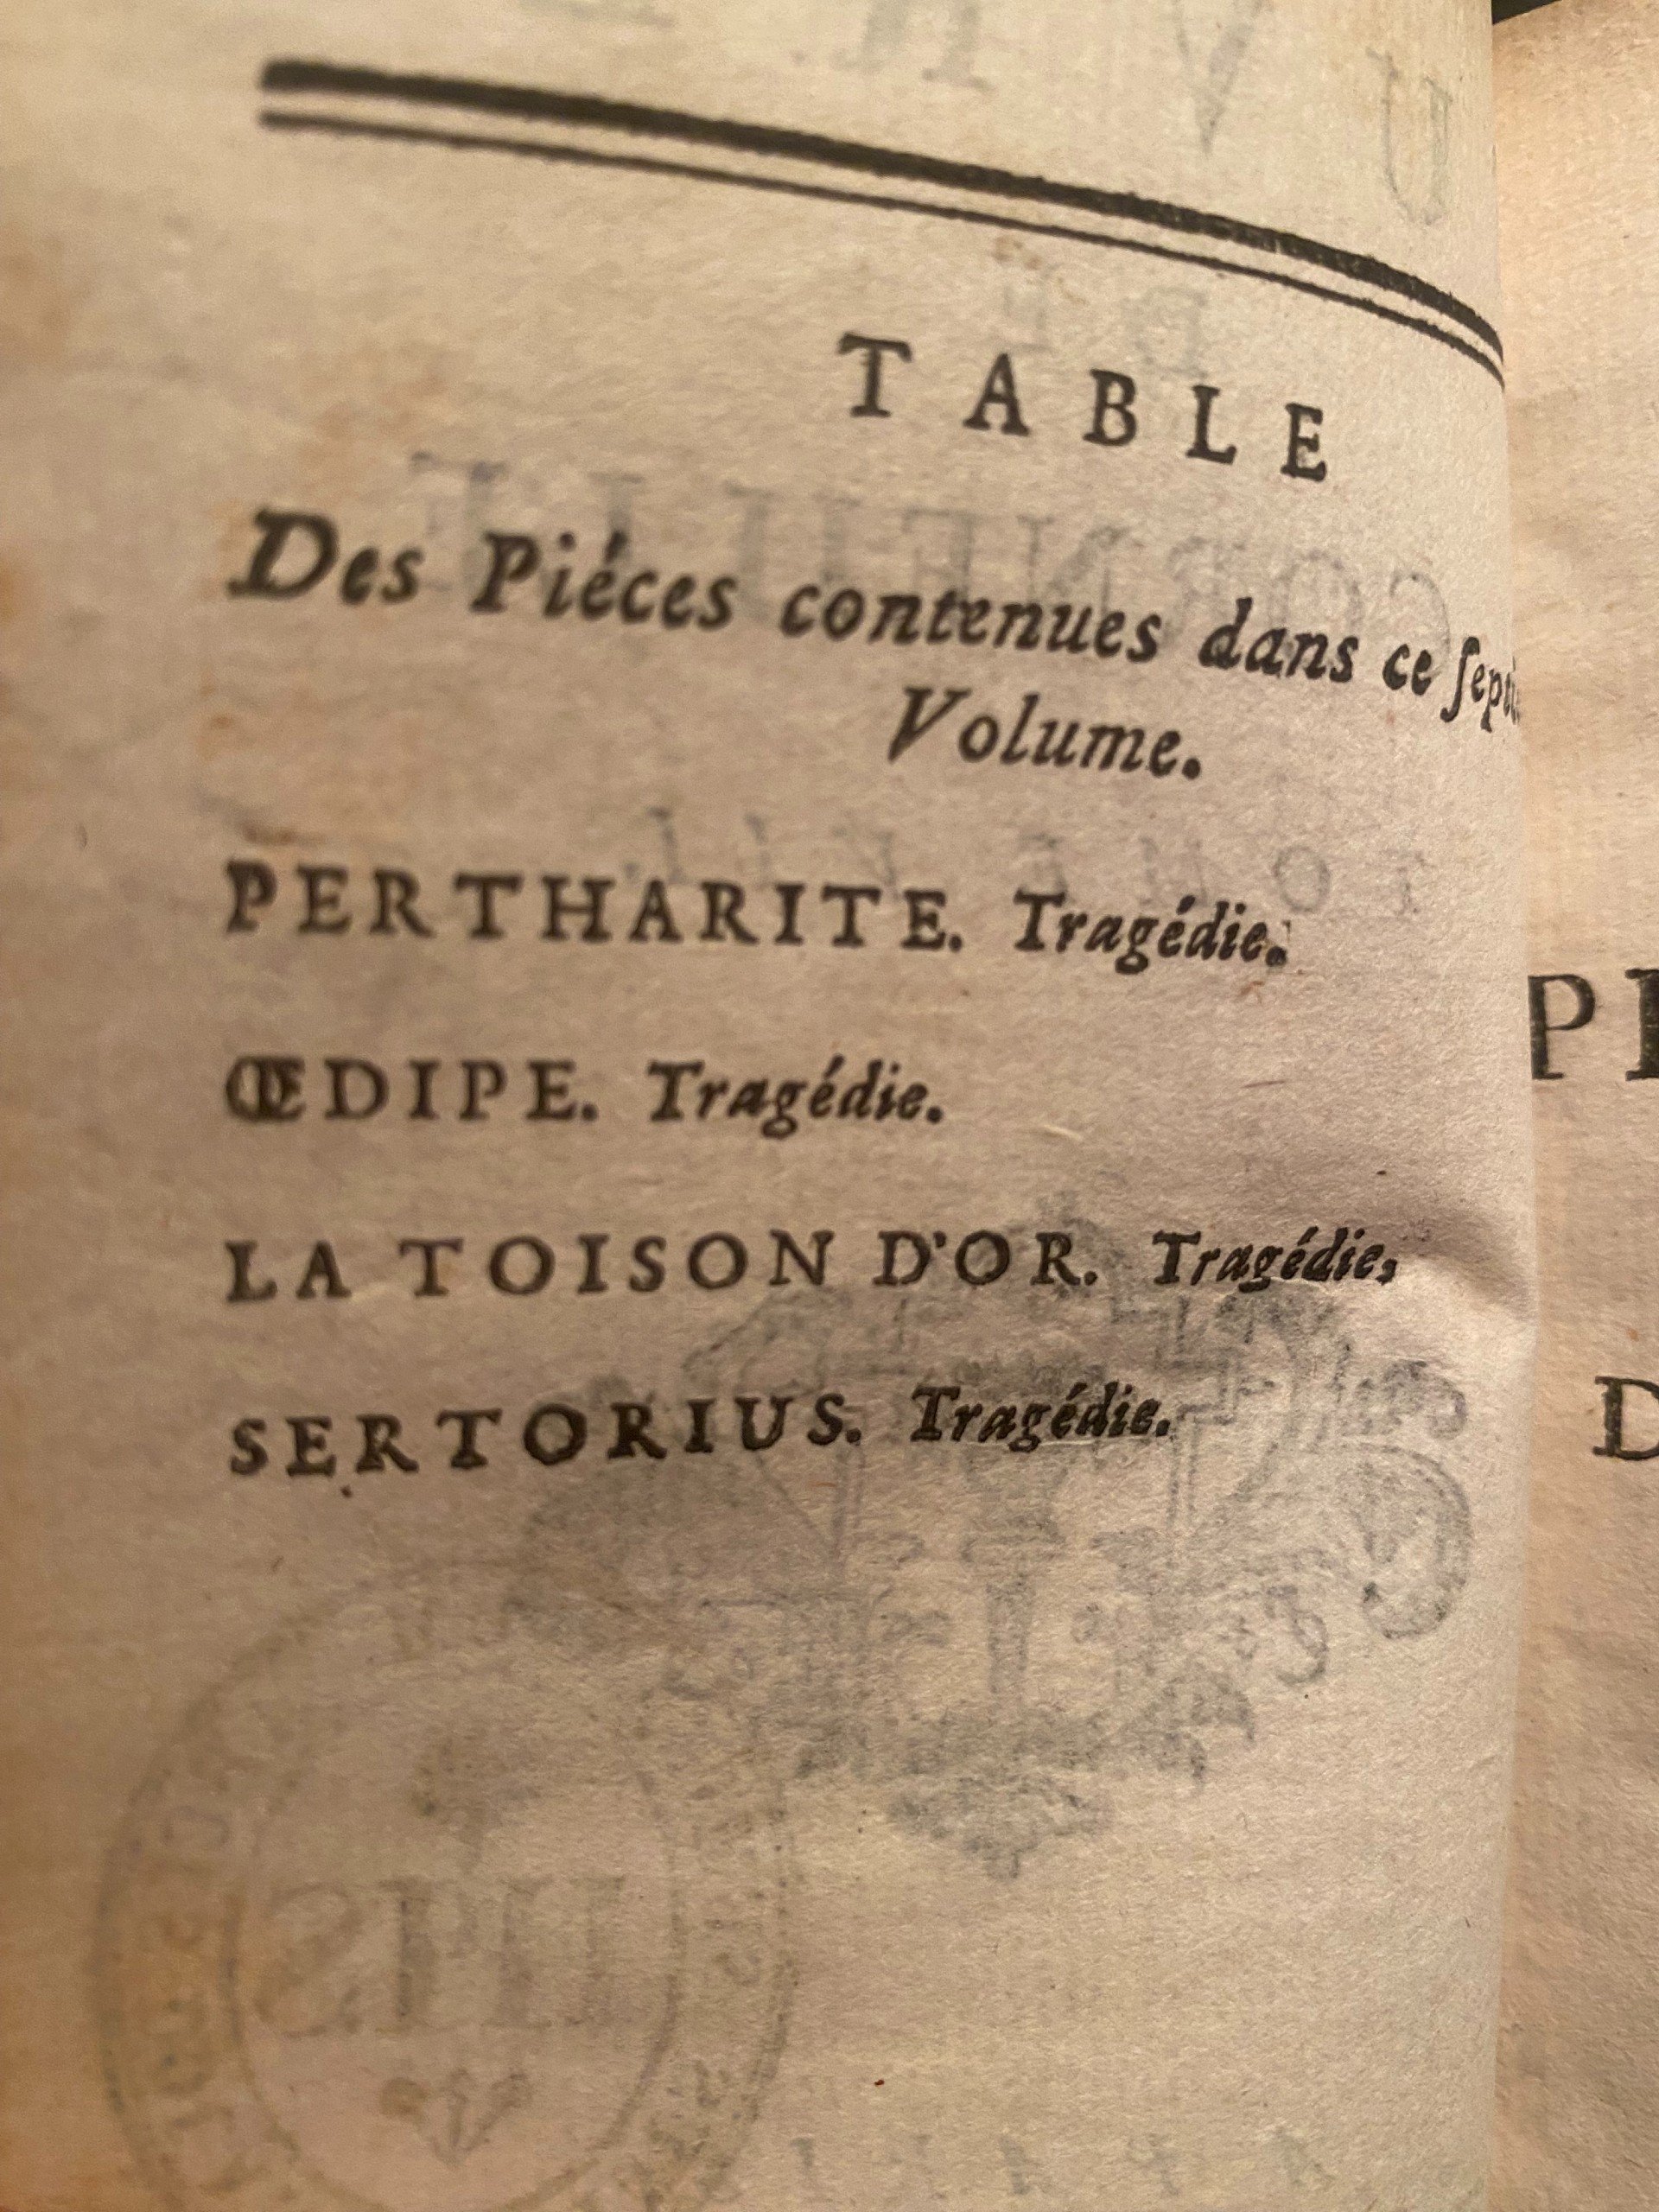 TABLE
Des Piéces contenues dans ce
Volume.
PERTHARITE. Tragédie.
ŒDIPE. Tragédie.
LA TOISON D'OR. Tragédie,
SERTORIUS. Tragédie.